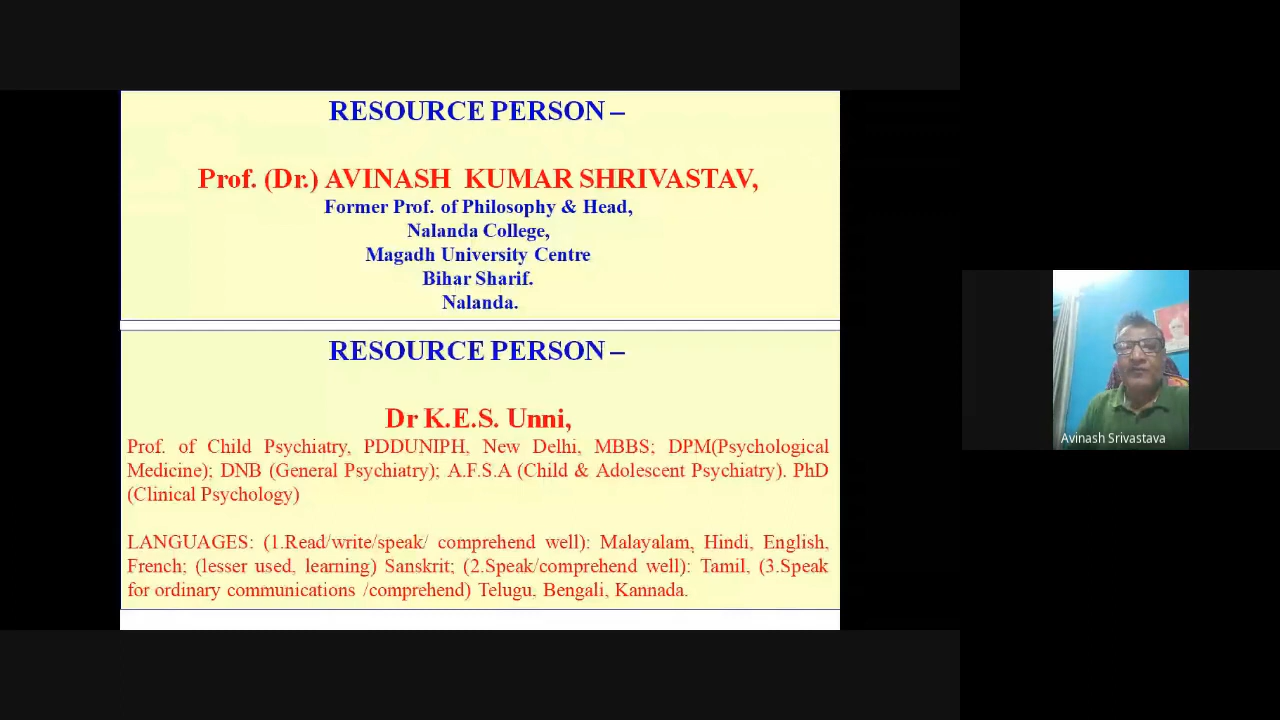 RESOURCE PERSON –
Prof. (Dr.) AVINASH KUMAR SHRIVASTAV,
Former Prof. of Philosophy & Head,
Nalanda College,
Magadh University Centre
Bihar Sharif.
Nalanda.
RESOURCE PERSON –
Dr K.E.S. Unni,
Prof. of Child Psychiatry, PDDUNIPH, New Delhi, MBBS; DPM(Psychological
Medicine); DNB (General Psychiatry); A.F.S.A (Child & Adolescent Psychiatry). PhD
(Clinical Psychology)
LANGUAGES: (1.Read/write/speak/ comprehend well): Malayalam, Hindi, English,
French; (lesser used, learning) Sanskrit; (2.Speak/comprehend well): Tamil, (3.Speak
for ordinary communications /comprehend) Telugu, Bengali, Kannada.
Avinash Srivastava